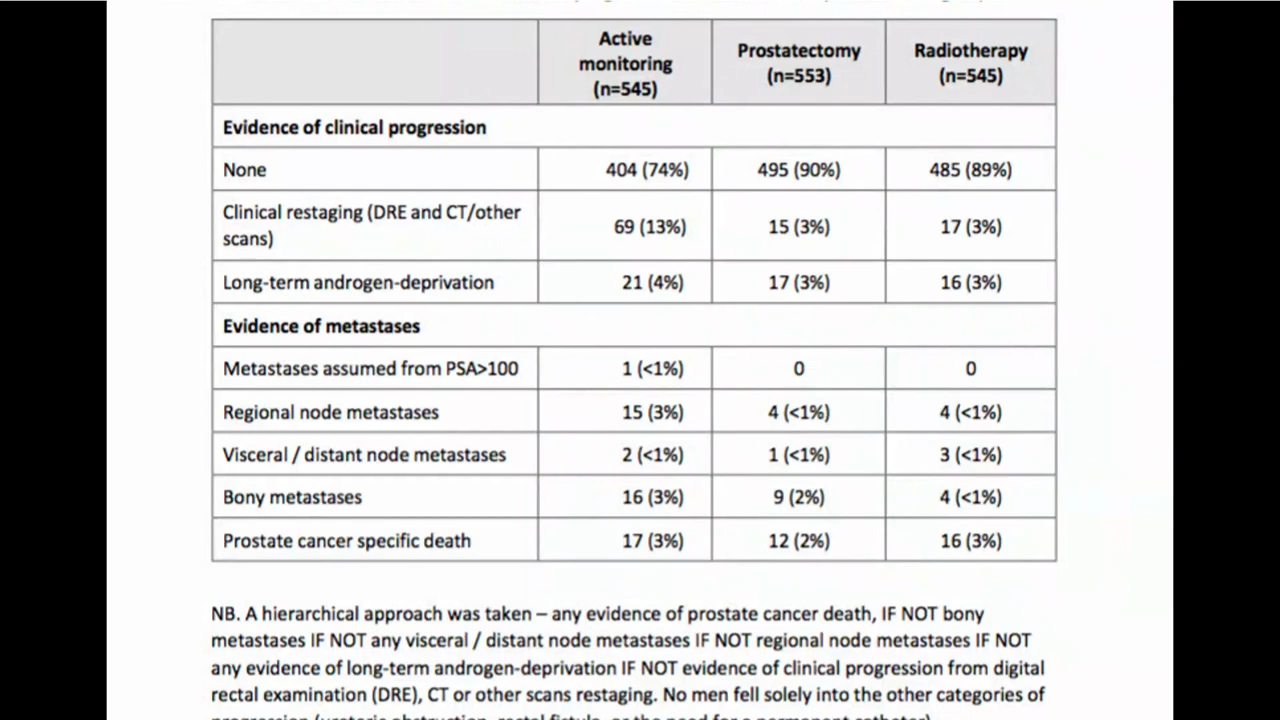 Active monitoring (n=545) Prostatectomy (n=553) Radiotherapy (n=545)
Evidence of clinical progression
None 404 (74%) 495 (90%) 485 (89%)
Clinical restaging (DRE and CT/other scans) 69 (13%) 15 (3%) 17 (3%)
Long-term androgen-deprivation 21 (4%) 17 (3%) 16 (3%)
Evidence of metastases
Metastases assumed from PSA>100 1 (<1%) 0 0
Regional node metastases 15 (3%) 4 (<1%) 4 (<1%)
Visceral / distant node metastases 2 (<1%) 1 (<1%) 3 (<1%)
Bony metastases 16 (3%) 9 (2%) 4 (<1%)
Prostate cancer specific death 17 (3%) 12 (2%) 16 (3%)
NB. A hierarchical approach was taken – any evidence of prostate cancer death, IF NOT bony
metastases IF NOT any visceral / distant node metastases IF NOT regional node metastases IF NOT
any evidence of long-term androgen-deprivation IF NOT evidence of clinical progression from digital
rectal examination (DRE), CT or other scans restaging. No men fell solely into the other categories of